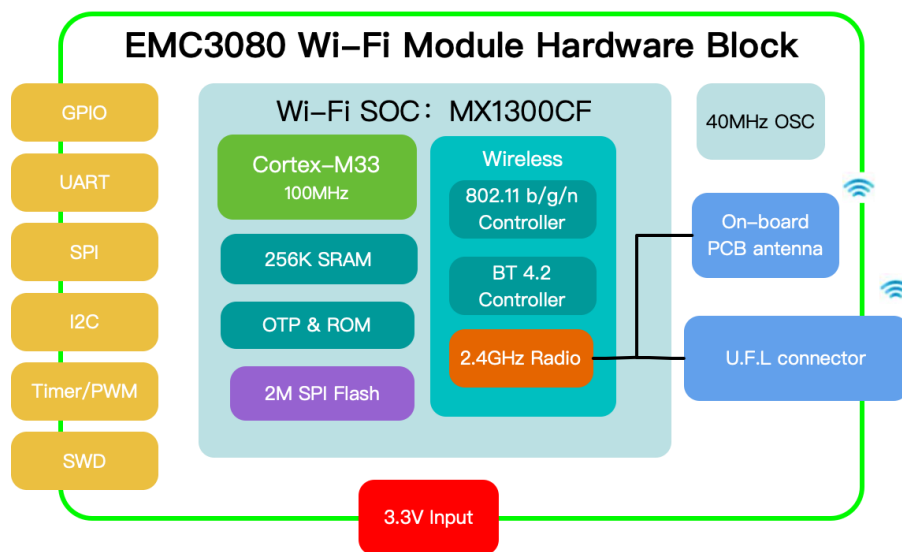 EMC3080 Wi-Fi Module Hardware Block
GPIO
UART
SPI
I2C
Timer/PWM
SWD
Wi-Fi SOC：MX1300CF
Cortex-M33
100MHz
256K SRAM
OTP & ROM
2M SPI Flash
Wireless
802.11 b/g/n
Controller
BT 4.2
Controller
2.4GHz Radio
40MHz OSC
On-board
PCB antenna
U.F.L connector
3.3V Input